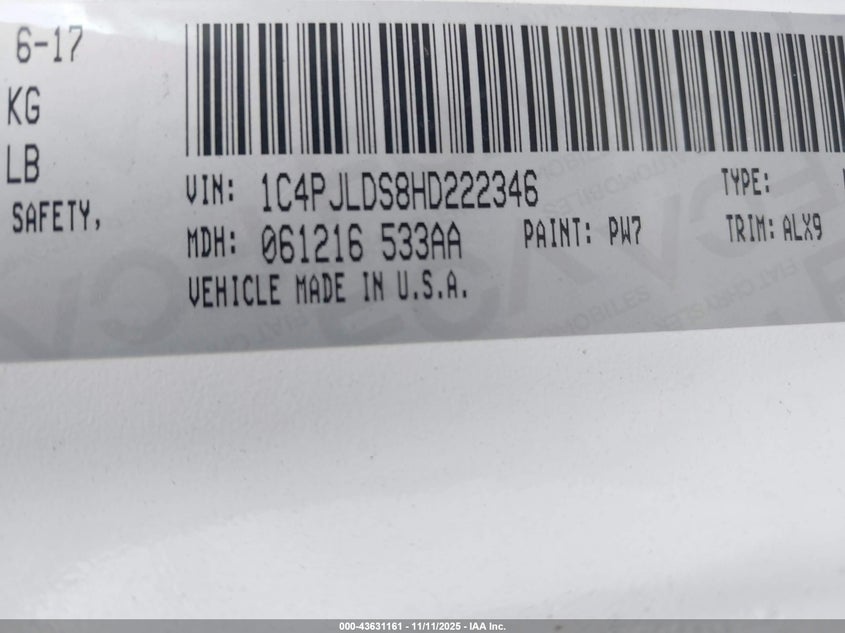 6-17
KG
LB
SAFETY,
VIN: 1C4PJLDS8HD222346
TYPE:
MDH: 061216 533AA
PAINT: PW7
TRIM: ALX9
VEHICLE MADE IN U.S.A.
000-43631161 - 11/11/2025 - IAA Inc.